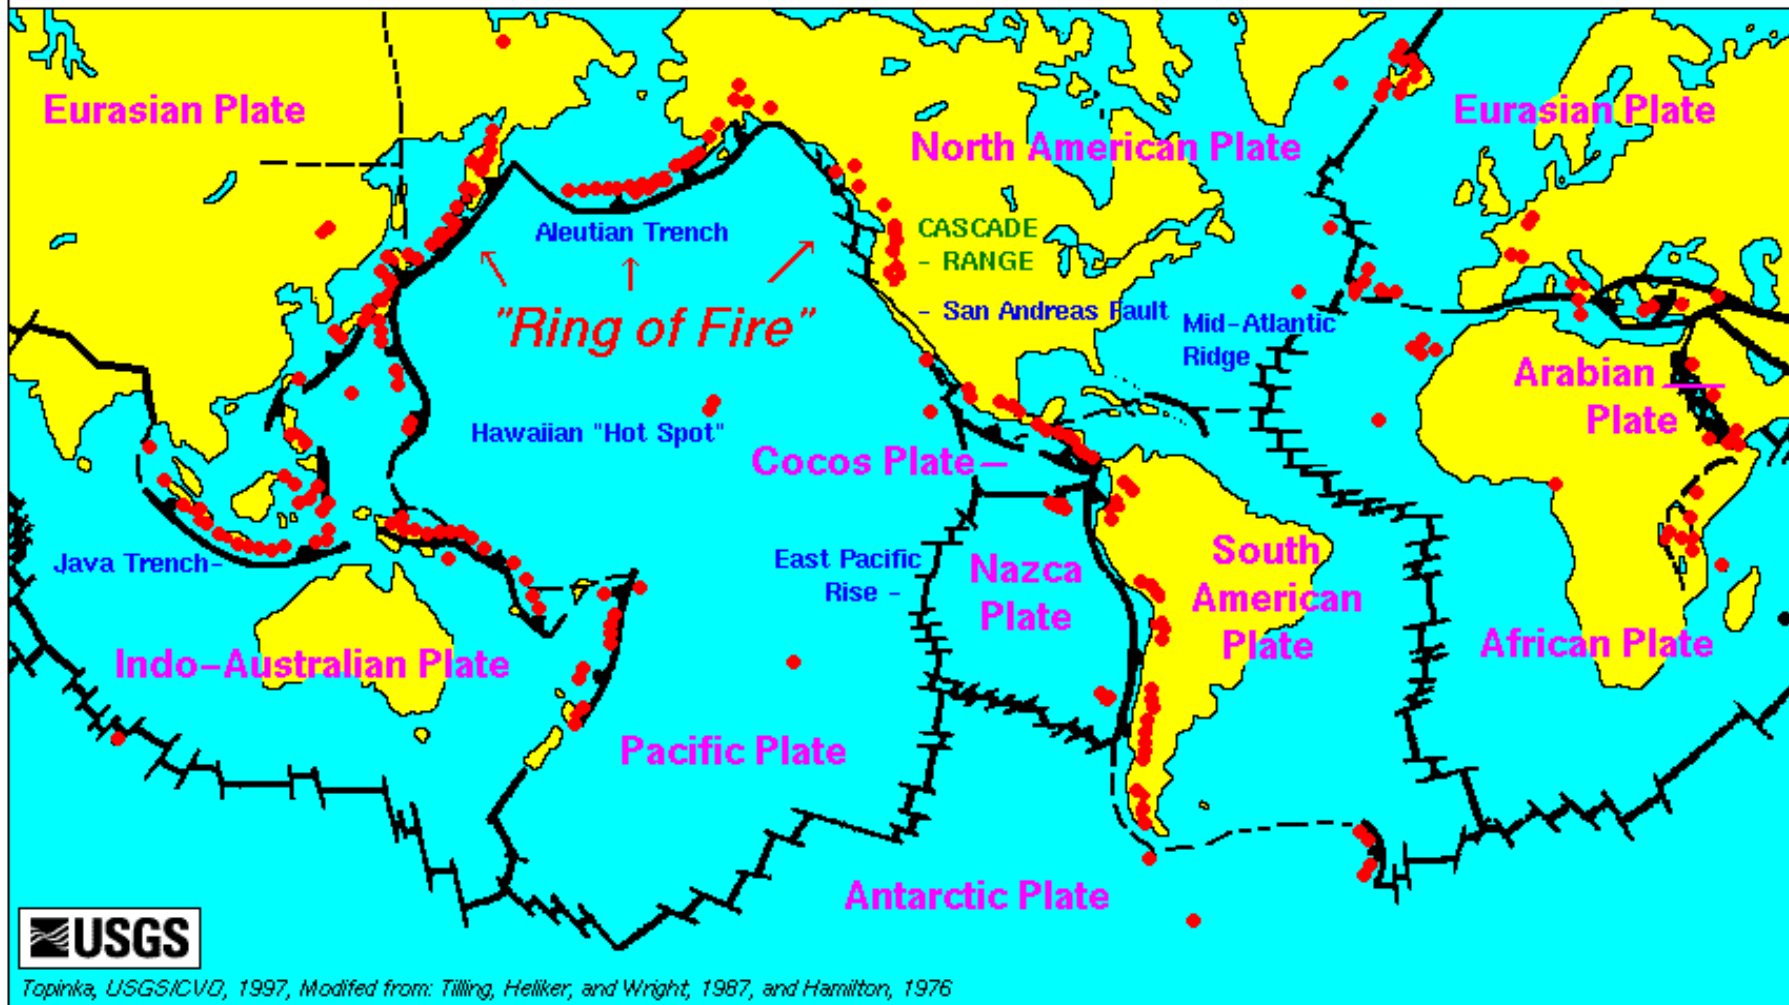 Eurasian Plate
Eurasian Plate
North American Plate
Aleutian Trench
CASCADE
- RANGE
"Ring of Fire"
- San Andreas Fault
Mid-Atlantic
Ridge
Arabian
Plate
Hawaiian "Hot Spot"
Cocos Plate
Java Trench-
East Pacific
Rise -
Nazca
Plate
South
American
Plate
Indo-Australian Plate
African Plate
Pacific Plate
Antarctic Plate
USGS
Topinka, USGS/CVO, 1997, Modifed from: Tilling, Heliker, and Wright, 1987, and Hamilton, 1976